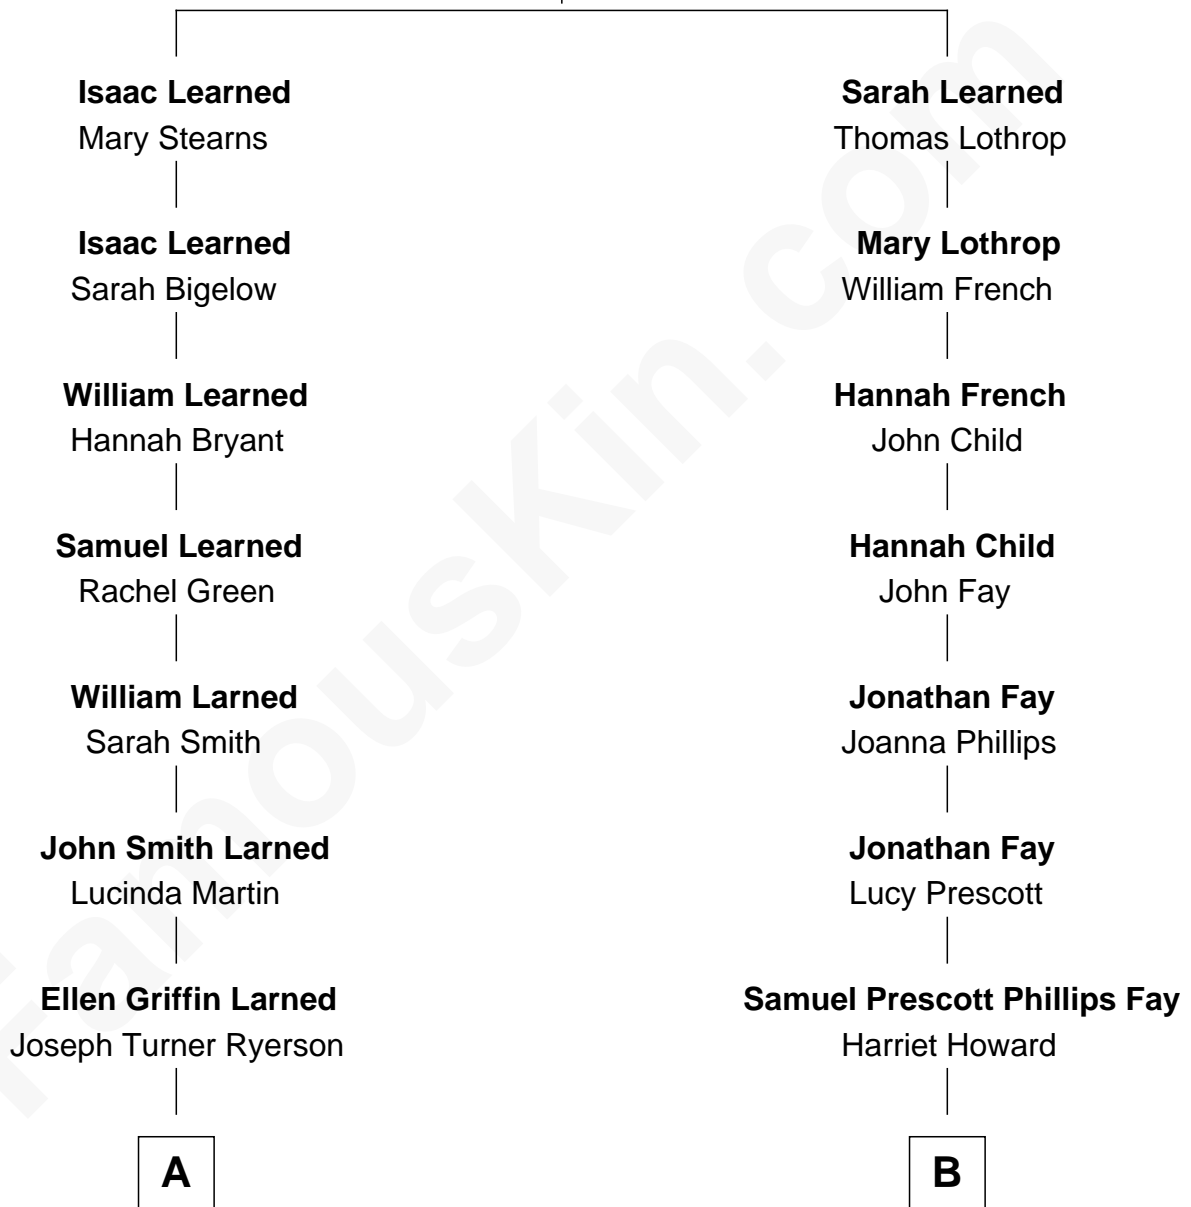 Isaac Learned
Mary Stearns
Isaac Learned
Sarah Bigelow
William Learned
Hannah Bryant
Samuel Learned
Rachel Green
William Larned
Sarah Smith
John Smith Larned
Lucinda Martin
Ellen Griffin Larned
Joseph Turner Ryerson
A
Sarah Learned
Thomas Lothrop
Mary Lothrop
William French
Hannah French
John Child
Hannah Child
John Fay
Jonathan Fay
Joanna Phillips
Jonathan Fay
Lucy Prescott
Samuel Prescott Phillips Fay
Harriet Howard
B
FamousKin.com